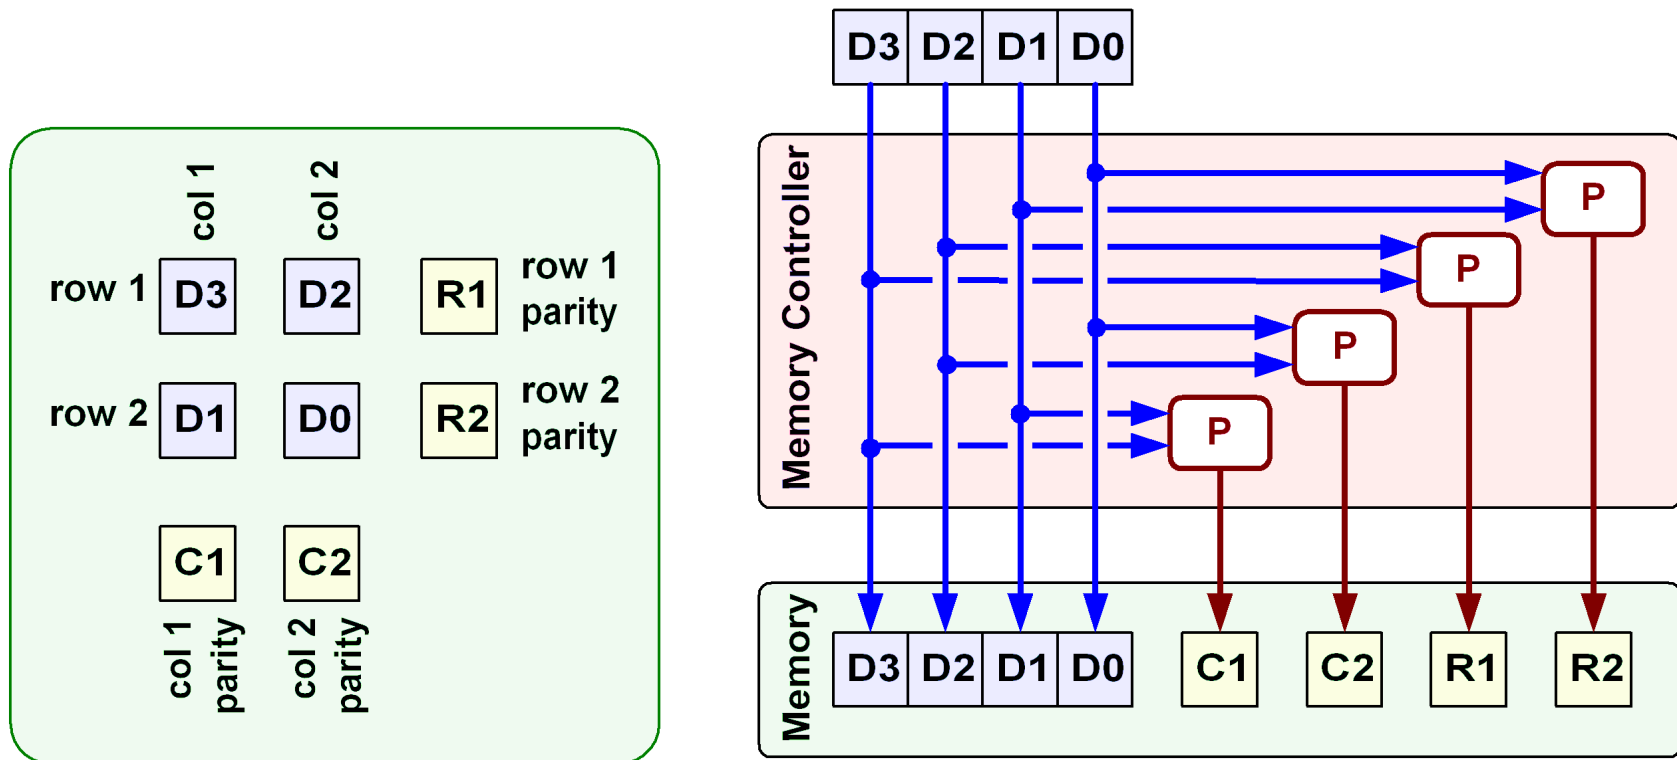 col 1
col 2
row 1
D3
D2
R1
row 1
parity
row 2
D1
D0
R2
row 2
parity
C1
C2
col 1
parity
col 2
parity
D3 D2 D1 D0
Memory Controller
P
P
P
P
Memory
D3 D2 D1 D0 C1 C2 R1 R2